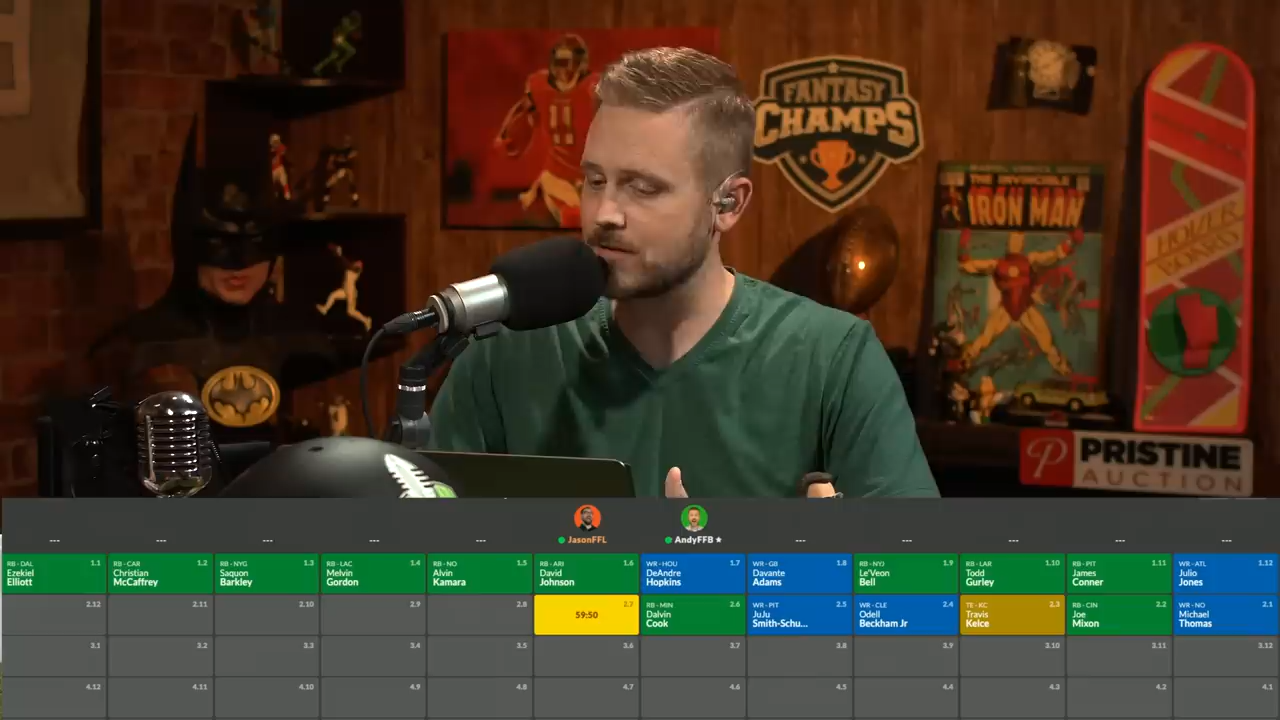 FANTASY
CHAMPS
11
THE INVINCIBLE
IRON MAN
HOVER
BOARD
P PRISTINE
AUCTION
--- --- --- --- --- JasonFFL AndyFFB ★ --- --- --- --- ---
RB - DAL 1.1
Ezekiel
Elliott
RB - CAR 1.2
Christian
McCaffrey
RB - NYG 1.3
Saquon
Barkley
RB - LAC 1.4
Melvin
Gordon
RB - NO 1.5
Alvin
Kamara
RB - ARI 1.6
David
Johnson
WR - HOU 1.7
DeAndre
Hopkins
WR - GB 1.8
Davante
Adams
RB - NYJ 1.9
Le'Veon
Bell
RB - LAR 1.10
Todd
Gurley
RB - PIT 1.11
James
Conner
WR - ATL 1.12
Julio
Jones
2.12 2.11 2.10 2.9 2.8
2.7
59:50
RB - MIN 2.6
Dalvin
Cook
WR - PIT 2.5
JuJu
Smith-Schu...
WR - CLE 2.4
Odell
Beckham Jr
TE - KC 2.3
Travis
Kelce
RB - CIN 2.2
Joe
Mixon
WR - NO 2.1
Michael
Thomas
3.1 3.2 3.3 3.4 3.5 3.6 3.7 3.8 3.9 3.10 3.11 3.12
4.12 4.11 4.10 4.9 4.8 4.7 4.6 4.5 4.4 4.3 4.2 4.1